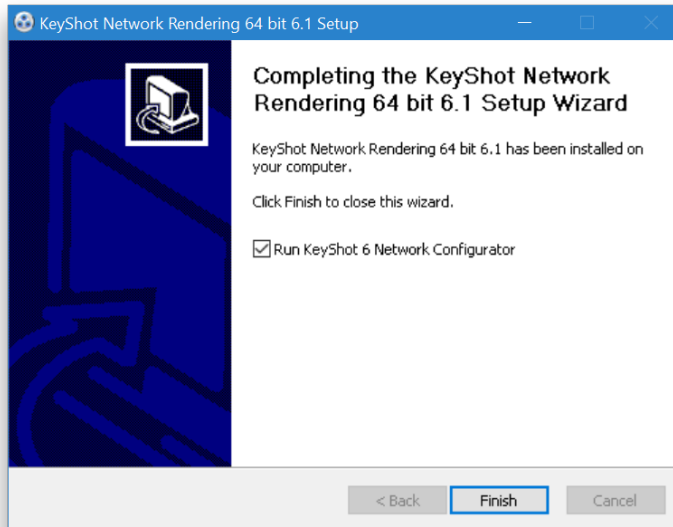 KeyShot Network Rendering 64 bit 6.1 Setup
Completing the KeyShot Network
Rendering 64 bit 6.1 Setup Wizard
KeyShot Network Rendering 64 bit 6.1 has been installed on
your computer.
Click Finish to close this wizard.
Run KeyShot 6 Network Configurator
< Back
Finish
Cancel